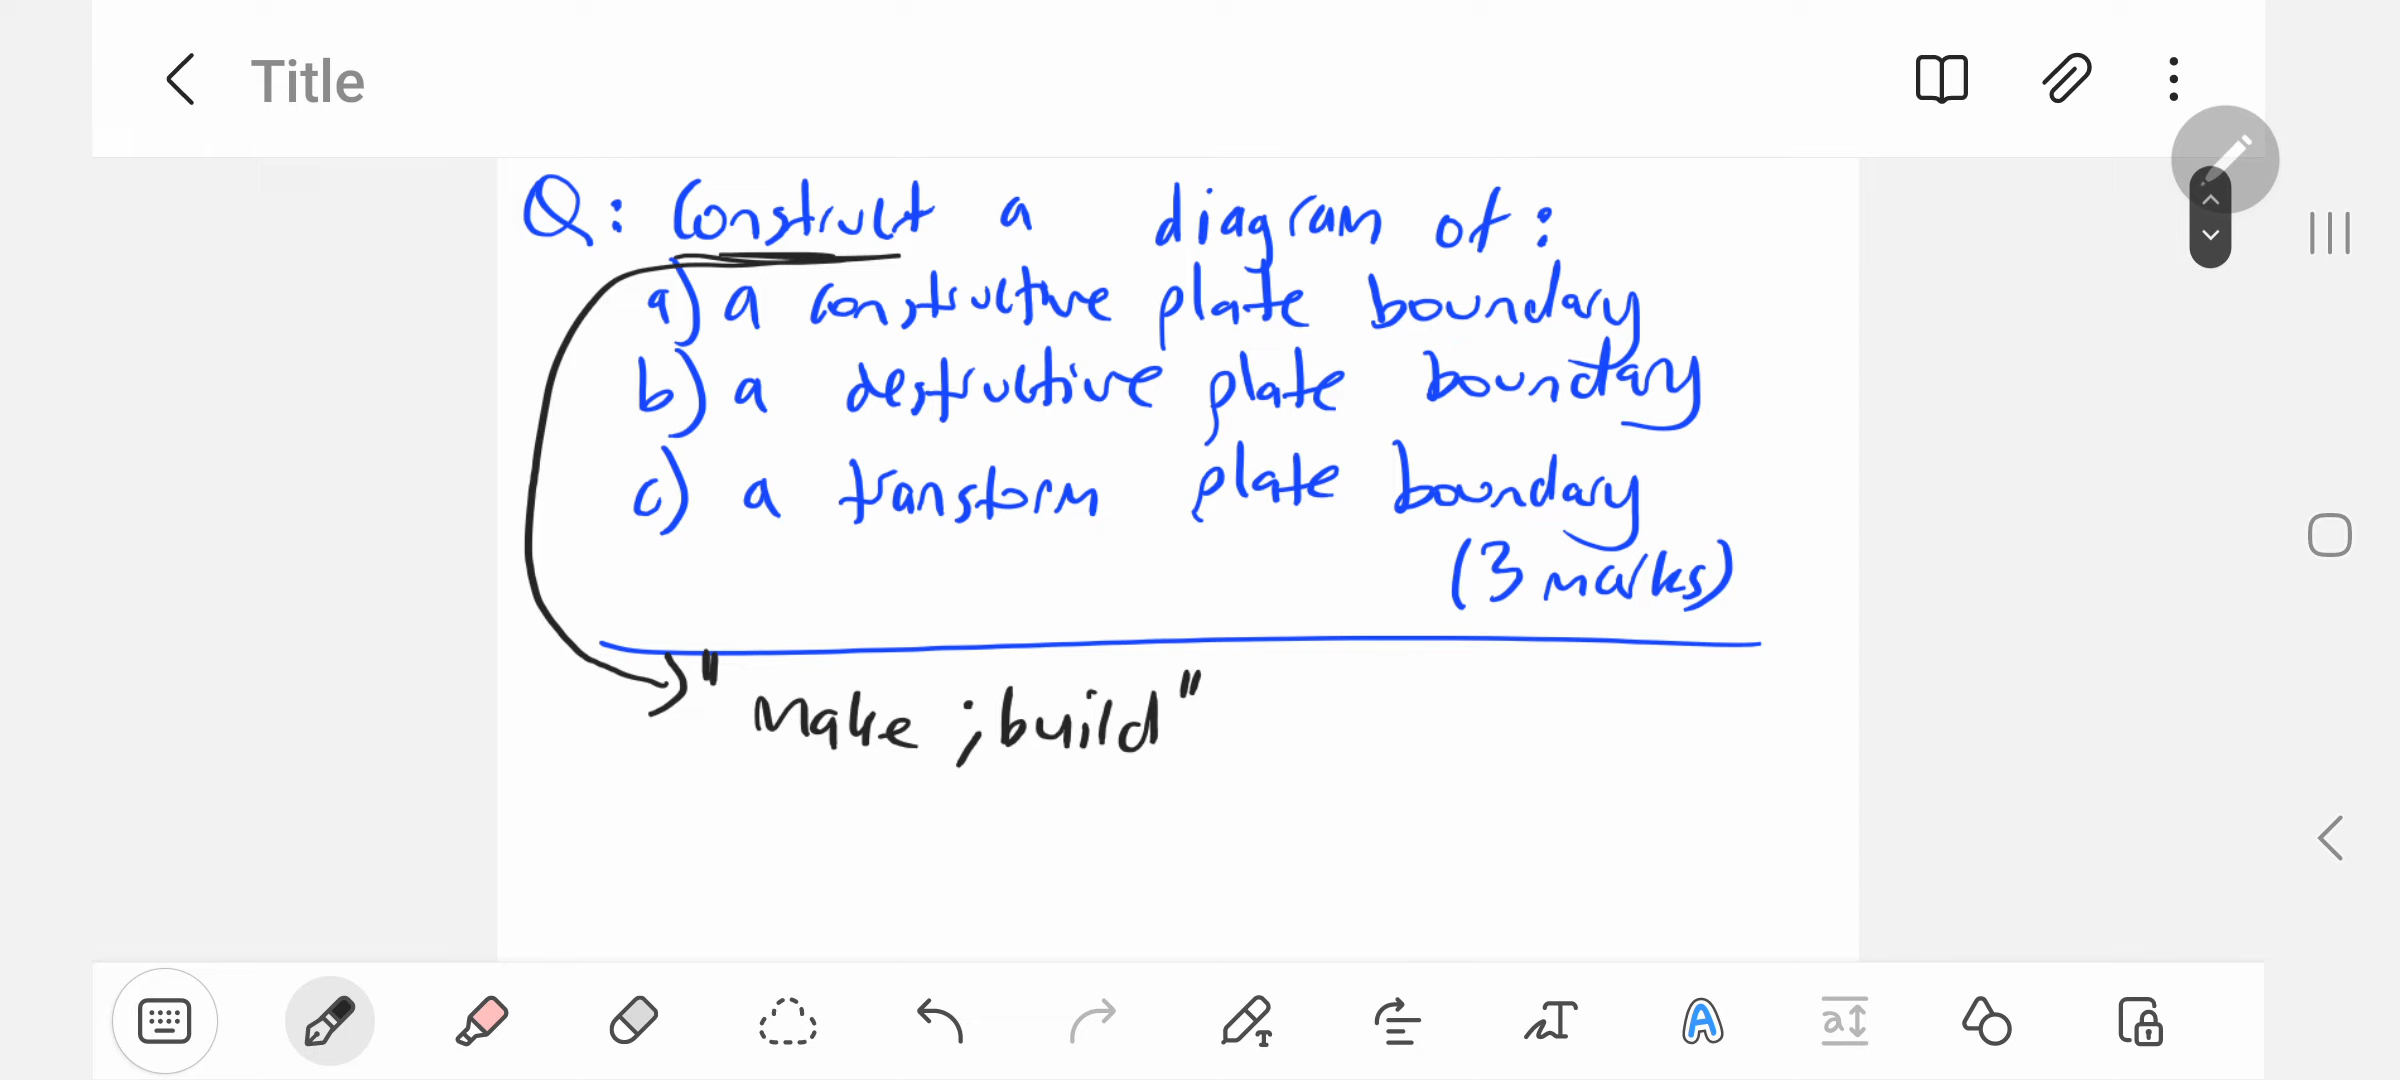 Title
Q: Construct a diagram of:
a) a constructive plate boundary
b) a destructive plate boundary
c) a transform plate boundary
(3 marks)
"Make ; build"